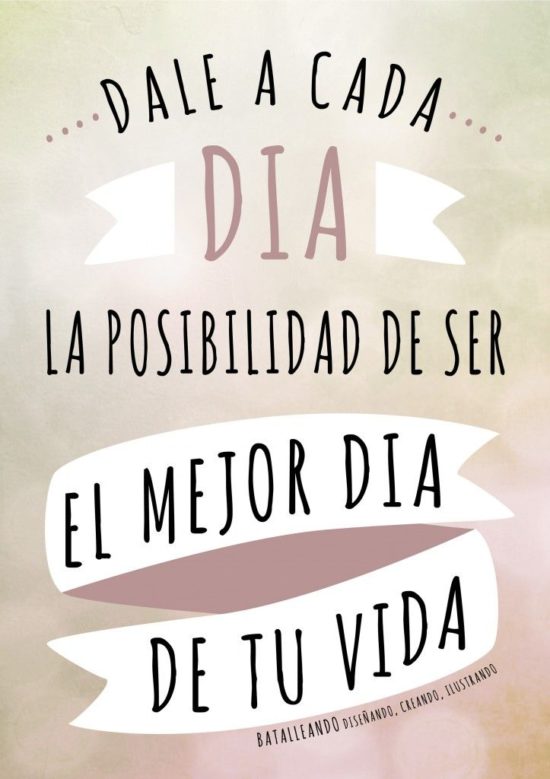 DALE A CADA
DIA
LA POSIBILIDAD DE SER
EL MEJOR DIA
DE TU VIDA
BATALLEANDO DISEÑANDO, CREANDO, ILUSTRANDO